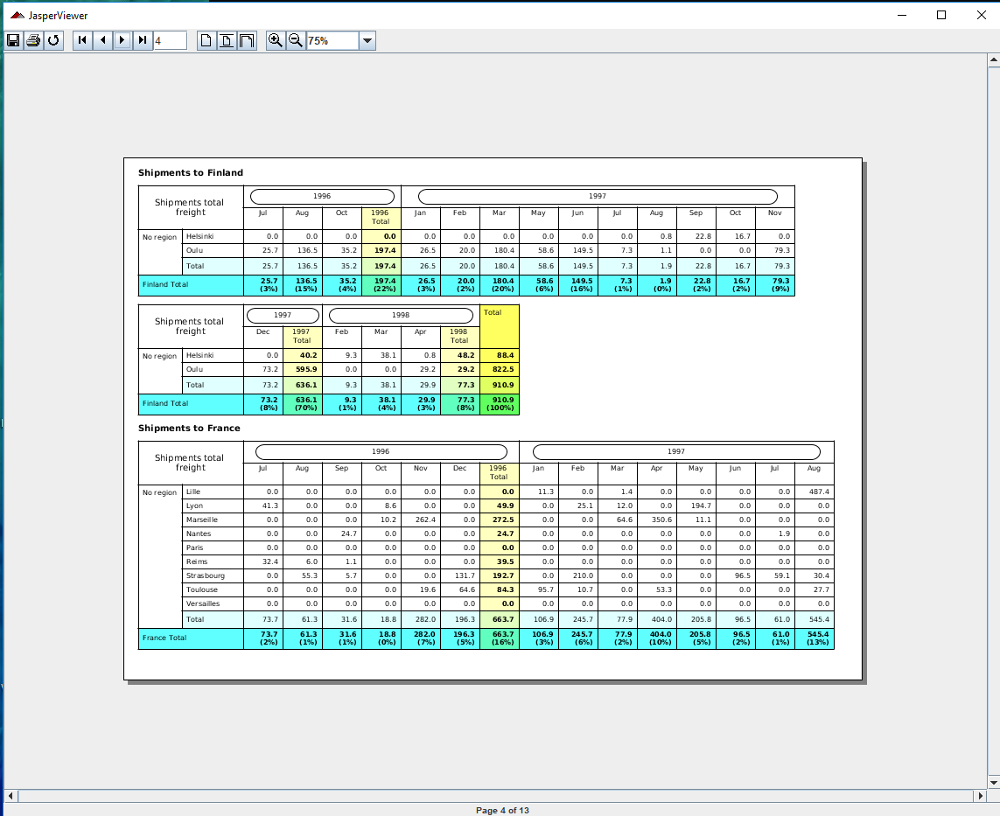 JasperViewer
4
75%
Shipments to Finland
Shipments total freight 1996 1997
Jul Aug Oct 1996 Total Jan Feb Mar May Jun Jul Aug Sep Oct Nov
No region Helsinki 0.0 0.0 0.0 0.0 0.0 0.0 0.0 0.0 0.0 0.0 0.8 22.8 16.7 0.0
Oulu 25.7 136.5 35.2 197.4 26.5 20.0 180.4 58.6 149.5 7.3 1.1 0.0 0.0 79.3
Total 25.7 136.5 35.2 197.4 26.5 20.0 180.4 58.6 149.5 7.3 1.9 22.8 16.7 79.3
Finland Total 25.7 136.5 35.2 197.4 26.5 20.0 180.4 58.6 149.5 7.3 1.9 22.8 16.7 79.3
(3%) (15%) (4%) (22%) (3%) (2%) (20%) (6%) (16%) (1%) (0%) (2%) (2%) (9%)
Shipments total freight 1997 1998 Total
Dec 1997 Total Feb Mar Apr 1998 Total
No region Helsinki 0.0 40.2 9.3 38.1 0.8 48.2 88.4
Oulu 73.2 595.9 0.0 0.0 29.2 29.2 822.5
Total 73.2 636.1 9.3 38.1 29.9 77.3 910.9
Finland Total 73.2 636.1 9.3 38.1 29.9 77.3 910.9
(8%) (70%) (1%) (4%) (3%) (8%) (100%)
Shipments to France
Shipments total freight 1996 1997
Jul Aug Sep Oct Nov Dec 1996 Total Jan Feb Mar Apr May Jun Jul Aug
No region Lille 0.0 0.0 0.0 0.0 0.0 0.0 0.0 11.3 0.0 1.4 0.0 0.0 0.0 0.0 487.4
Lyon 41.3 0.0 0.0 8.6 0.0 0.0 49.9 0.0 25.1 12.0 0.0 194.7 0.0 0.0 0.0
Marseille 0.0 0.0 0.0 10.2 262.4 0.0 272.5 0.0 0.0 64.6 350.6 11.1 0.0 0.0 0.0
Nantes 0.0 0.0 24.7 0.0 0.0 0.0 24.7 0.0 0.0 0.0 0.0 0.0 0.0 1.9 0.0
Paris 0.0 0.0 0.0 0.0 0.0 0.0 0.0 0.0 0.0 0.0 0.0 0.0 0.0 0.0 0.0
Reims 32.4 6.0 1.1 0.0 0.0 0.0 39.5 0.0 0.0 0.0 0.0 0.0 0.0 0.0 0.0
Strasbourg 0.0 55.3 5.7 0.0 0.0 131.7 192.7 0.0 210.0 0.0 0.0 0.0 96.5 59.1 30.4
Toulouse 0.0 0.0 0.0 0.0 19.6 64.6 84.3 95.7 10.7 0.0 53.3 0.0 0.0 0.0 27.7
Versailles 0.0 0.0 0.0 0.0 0.0 0.0 0.0 0.0 0.0 0.0 0.0 0.0 0.0 0.0 0.0
Total 73.7 61.3 31.6 18.8 282.0 196.3 663.7 106.9 245.7 77.9 404.0 205.8 96.5 61.0 545.4
France Total 73.7 61.3 31.6 18.8 282.0 196.3 663.7 106.9 245.7 77.9 404.0 205.8 96.5 61.0 545.4
(2%) (1%) (1%) (0%) (7%) (5%) (16%) (3%) (6%) (2%) (10%) (5%) (2%) (1%) (13%)
Page 4 of 13